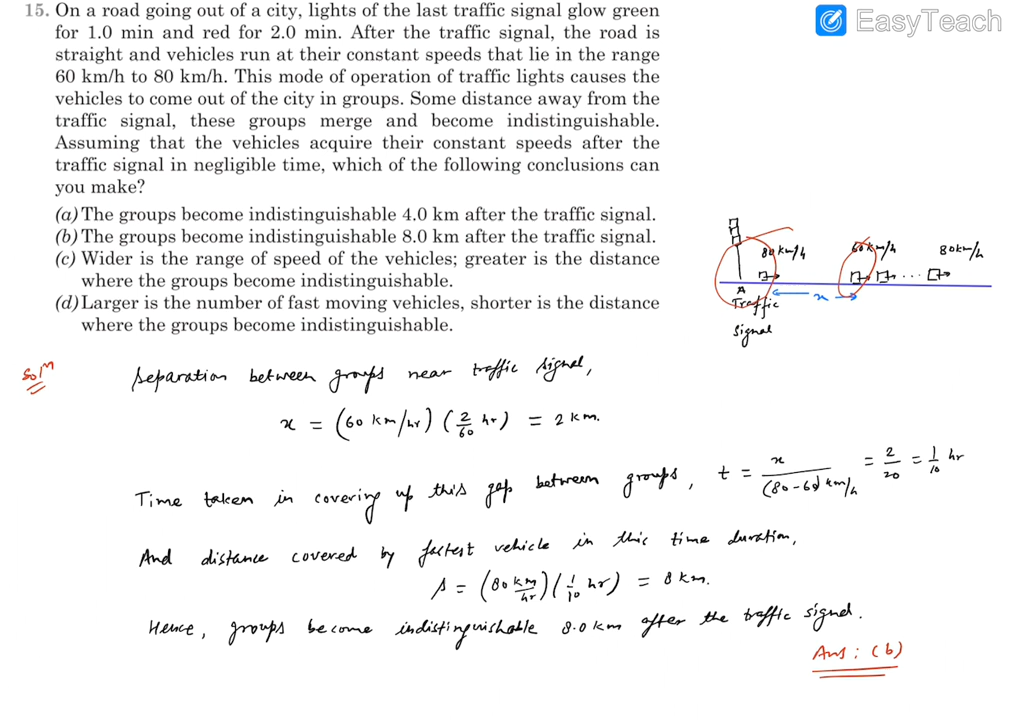 15. On a road going out of a city, lights of the last traffic signal glow green
for 1.0 min and red for 2.0 min. After the traffic signal, the road is
straight and vehicles run at their constant speeds that lie in the range
60 km/h to 80 km/h. This mode of operation of traffic lights causes the
vehicles to come out of the city in groups. Some distance away from the
traffic signal, these groups merge and become indistinguishable.
Assuming that the vehicles acquire their constant speeds after the
traffic signal in negligible time, which of the following conclusions can
you make?
(a) The groups become indistinguishable 4.0 km after the traffic signal.
(b) The groups become indistinguishable 8.0 km after the traffic signal.
(c) Wider is the range of speed of the vehicles; greater is the distance
where the groups become indistinguishable.
(d) Larger is the number of fast moving vehicles, shorter is the distance
where the groups become indistinguishable.
EasyTeach
80 km/h 60 km/h 80 km/h
A x
Traffic
signal
Soln
Separation between groups near traffic signal,
x = (60 km/hr) (2/60 hr) = 2 km.
Time taken in covering up this gap between groups, t = x/(80-60) km/h = 2/20 = 1/10 hr
And distance covered by fastest vehicle in this time duration,
s = (80 km/hr) (1/10 hr) = 8 km.
Hence, groups become indistinguishable 8.0 km after the traffic signal.
Ans : (b)